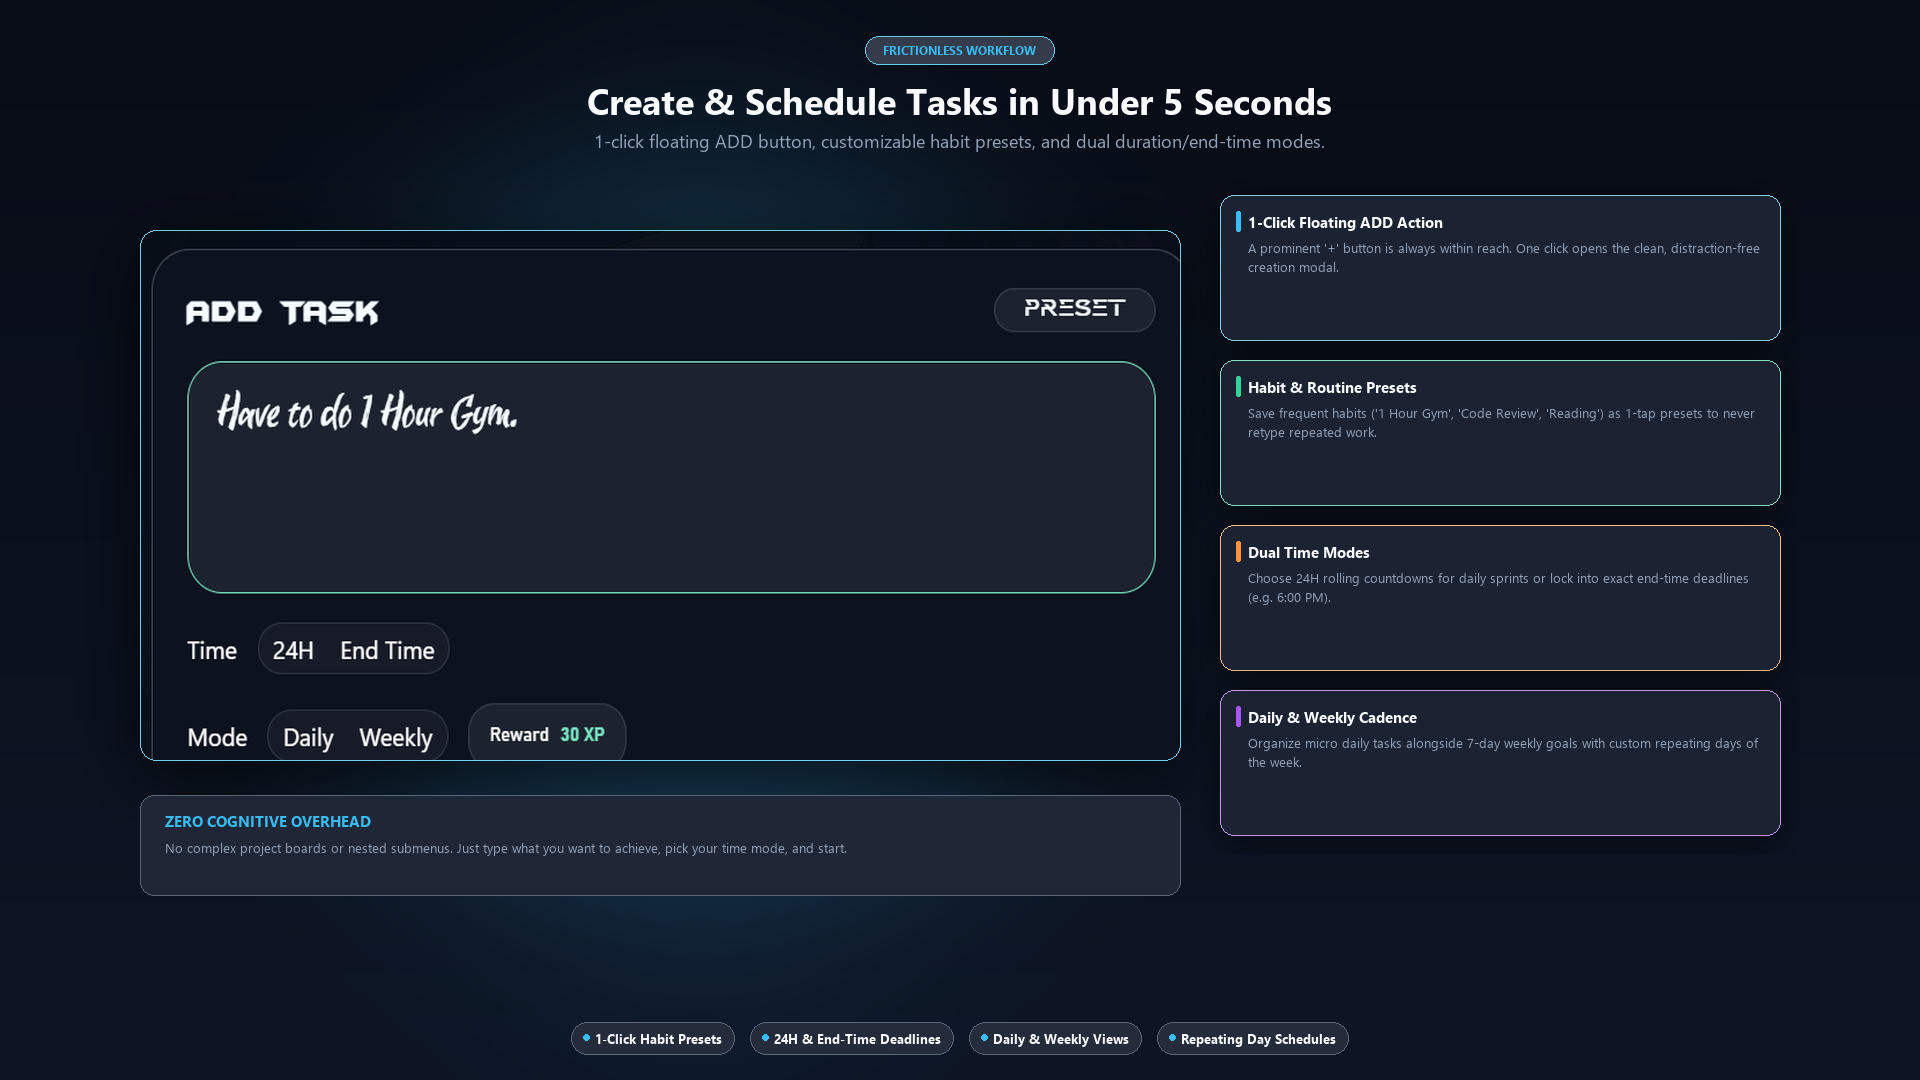 FRICTIONLESS WORKFLOW
Create & Schedule Tasks in Under 5 Seconds
1-click floating ADD button, customizable habit presets, and dual duration/end-time modes.
ADD TASK
PRESET
Have to do 1 Hour Gym.
Time 24H End Time
Mode Daily Weekly Reward 30 XP
ZERO COGNITIVE OVERHEAD
No complex project boards or nested submenus. Just type what you want to achieve, pick your time mode, and start.
1-Click Floating ADD Action
A prominent '+' button is always within reach. One click opens the clean, distraction-free
creation modal.
Habit & Routine Presets
Save frequent habits ('1 Hour Gym', 'Code Review', 'Reading') as 1-tap presets to never
retype repeated work.
Dual Time Modes
Choose 24H rolling countdowns for daily sprints or lock into exact end-time deadlines
(e.g. 6:00 PM).
Daily & Weekly Cadence
Organize micro daily tasks alongside 7-day weekly goals with custom repeating days of
the week.
1-Click Habit Presets
24H & End-Time Deadlines
Daily & Weekly Views
Repeating Day Schedules